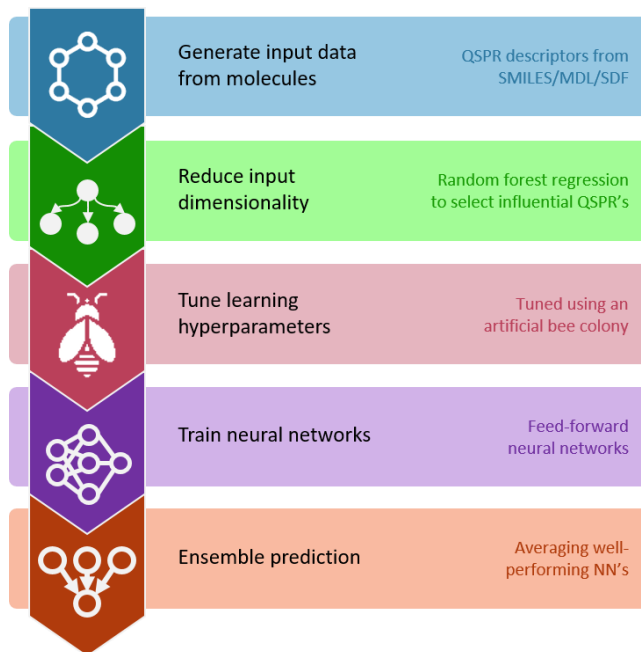 Generate input data
from molecules
QSPR descriptors from
SMILES/MDL/SDF
Reduce input
dimensionality
Random forest regression
to select influential QSPR's
Tune learning
hyperparameters
Tuned using an
artificial bee colony
Train neural networks
Feed-forward
neural networks
Ensemble prediction
Averaging well-
performing NN's